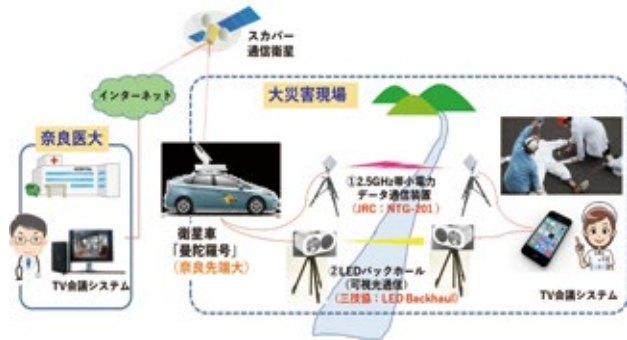 スカパー
通信衛星
インターネット
大災害現場
奈良医大
HOSPITAL
TV会議システム
衛星車
「曼陀羅号」
(奈良先端大)
①2.5GHz帯小電力
データ通信装置
(JRC:NTG-201)
②LEDバックホール
(可視光通信)
(三技協:LED Backhaul)
TV会議システム